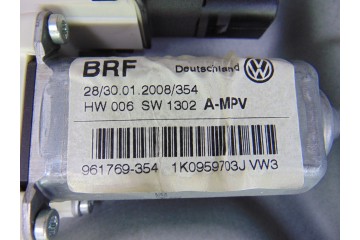 BRF Deutschland
28/30.01.2008/354
HW 006 SW 1302 A-MPV
961769-354 1K0959703J VW3